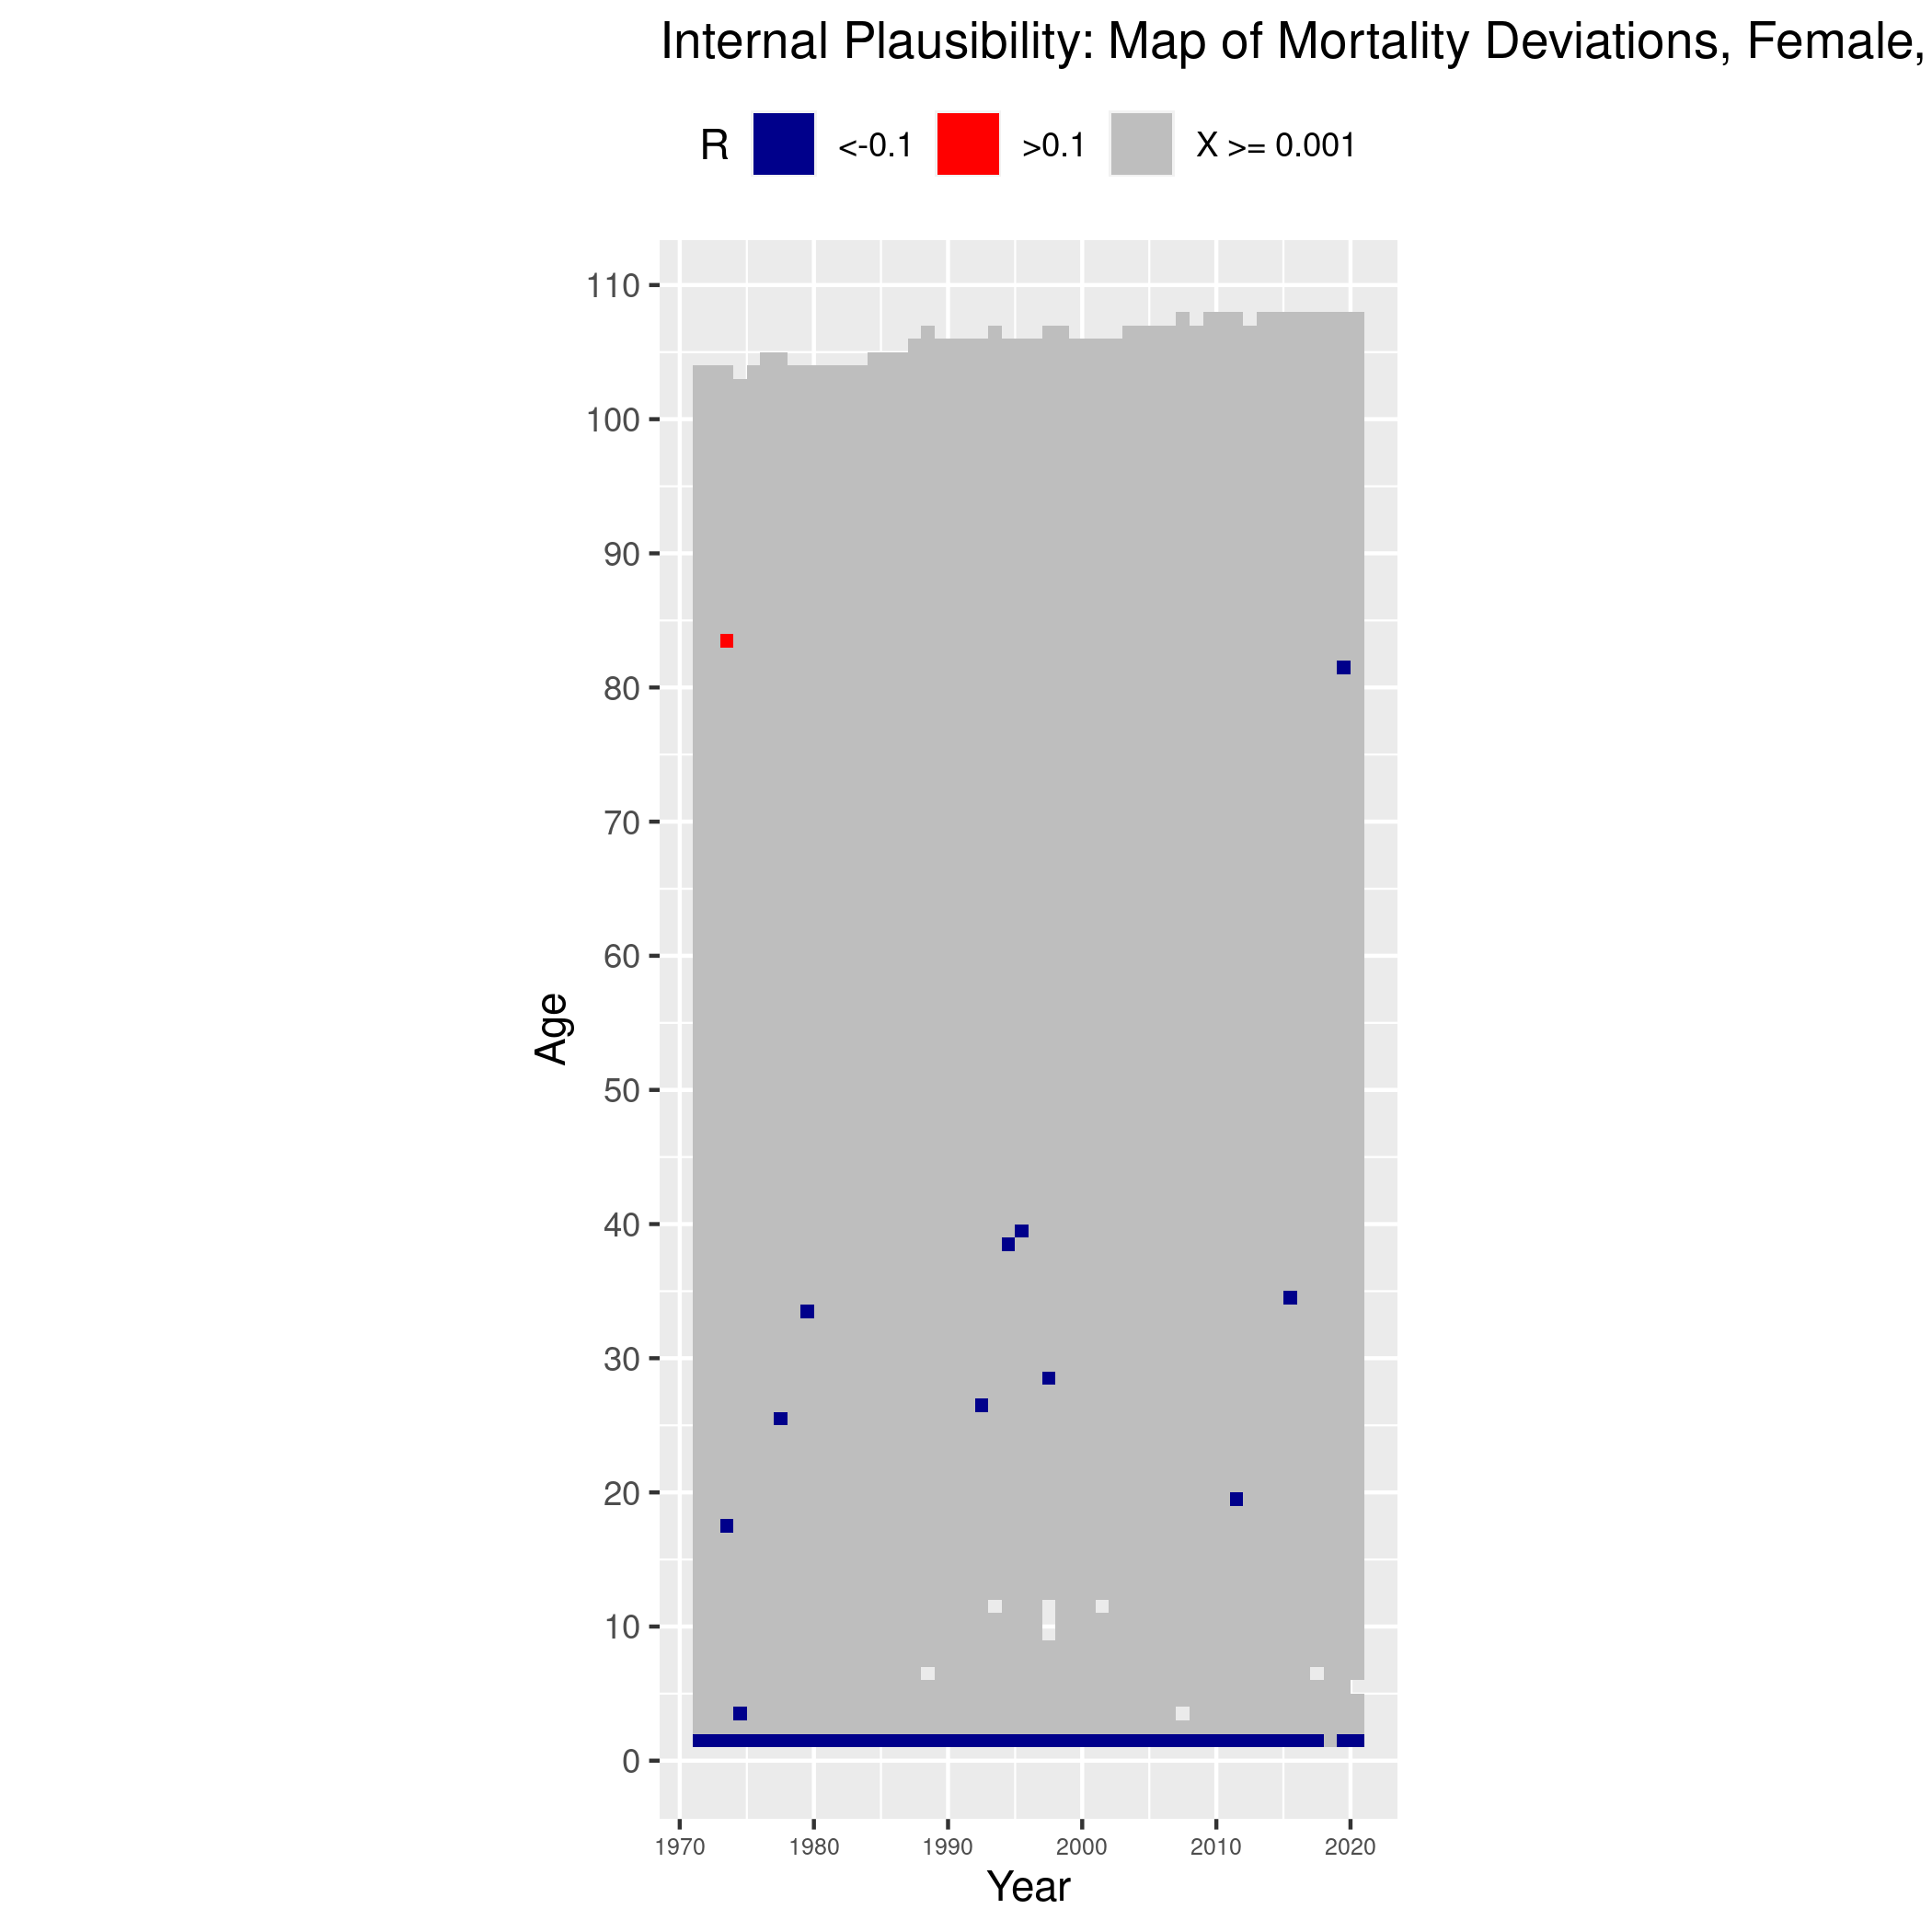 Internal Plausibility: Map of Mortality Deviations, Female,
R <-0.1 >0.1 X >= 0.001
110
100
90
80
70
60
50
40
30
20
10
0
Age
1970 1980 1990 2000 2010 2020
Year